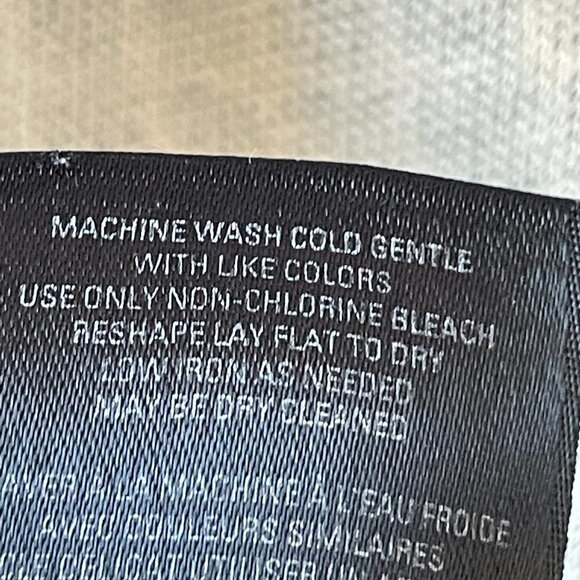 MACHINE WASH COLD GENTLE
WITH LIKE COLORS
USE ONLY NON-CHLORINE BLEACH
RESHAPE LAY FLAT TO DRY
LOW IRON AS NEEDED
MAY BE DRY CLEANED
À LA MACHINE À L'EAU FROIDE
AVEC COULEURS SIMILAIRES